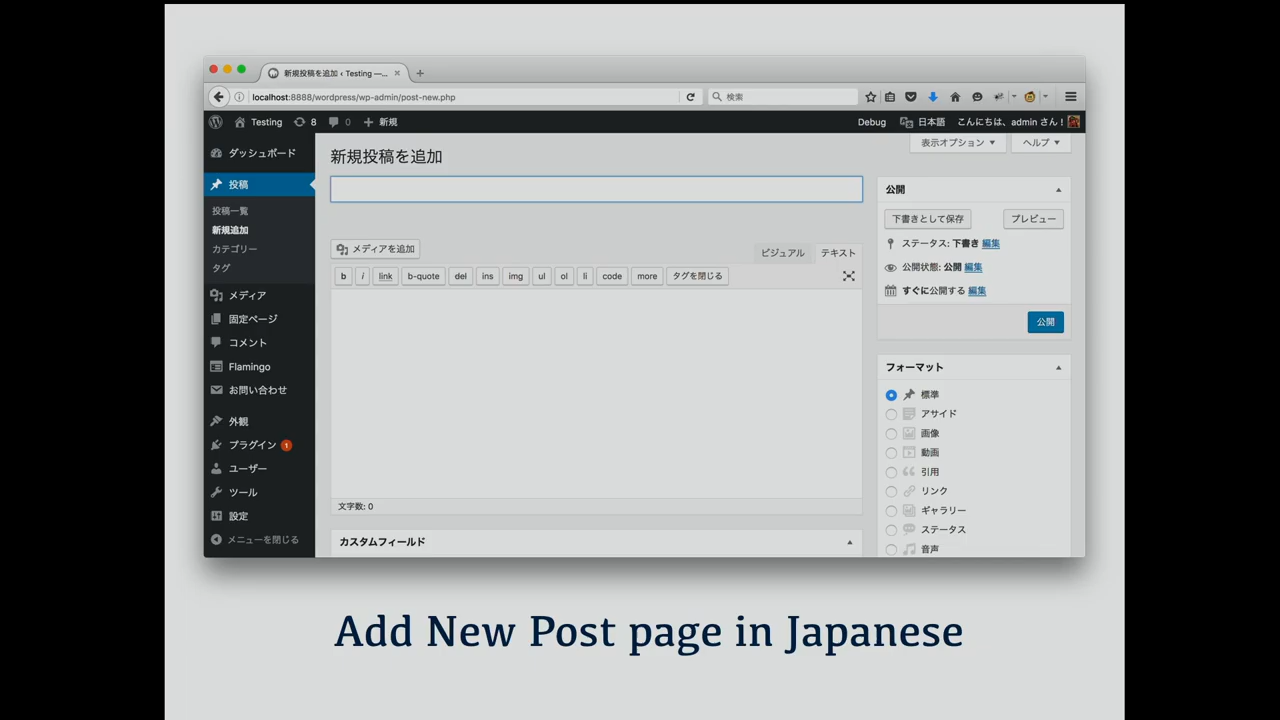 新規投稿を追加 ‹ Testing —...
localhost:8888/wordpress/wp-admin/post-new.php
検索
Testing 8 0 新規
Debug 日本語 こんにちは、admin さん!
表示オプション ヘルプ
ダッシュボード
投稿
投稿一覧
新規追加
カテゴリー
タグ
メディア
固定ページ
コメント
Flamingo
お問い合わせ
外観
プラグイン 1
ユーザー
ツール
設定
メニューを閉じる
新規投稿を追加
メディアを追加
ビジュアル テキスト
b i link b-quote del ins img ul ol li code more タグを閉じる
文字数: 0
カスタムフィールド
公開
下書きとして保存 プレビュー
ステータス: 下書き 編集
公開状態: 公開 編集
すぐに公開する 編集
公開
フォーマット
標準
アサイド
画像
動画
引用
リンク
ギャラリー
ステータス
音声
Add New Post page in Japanese